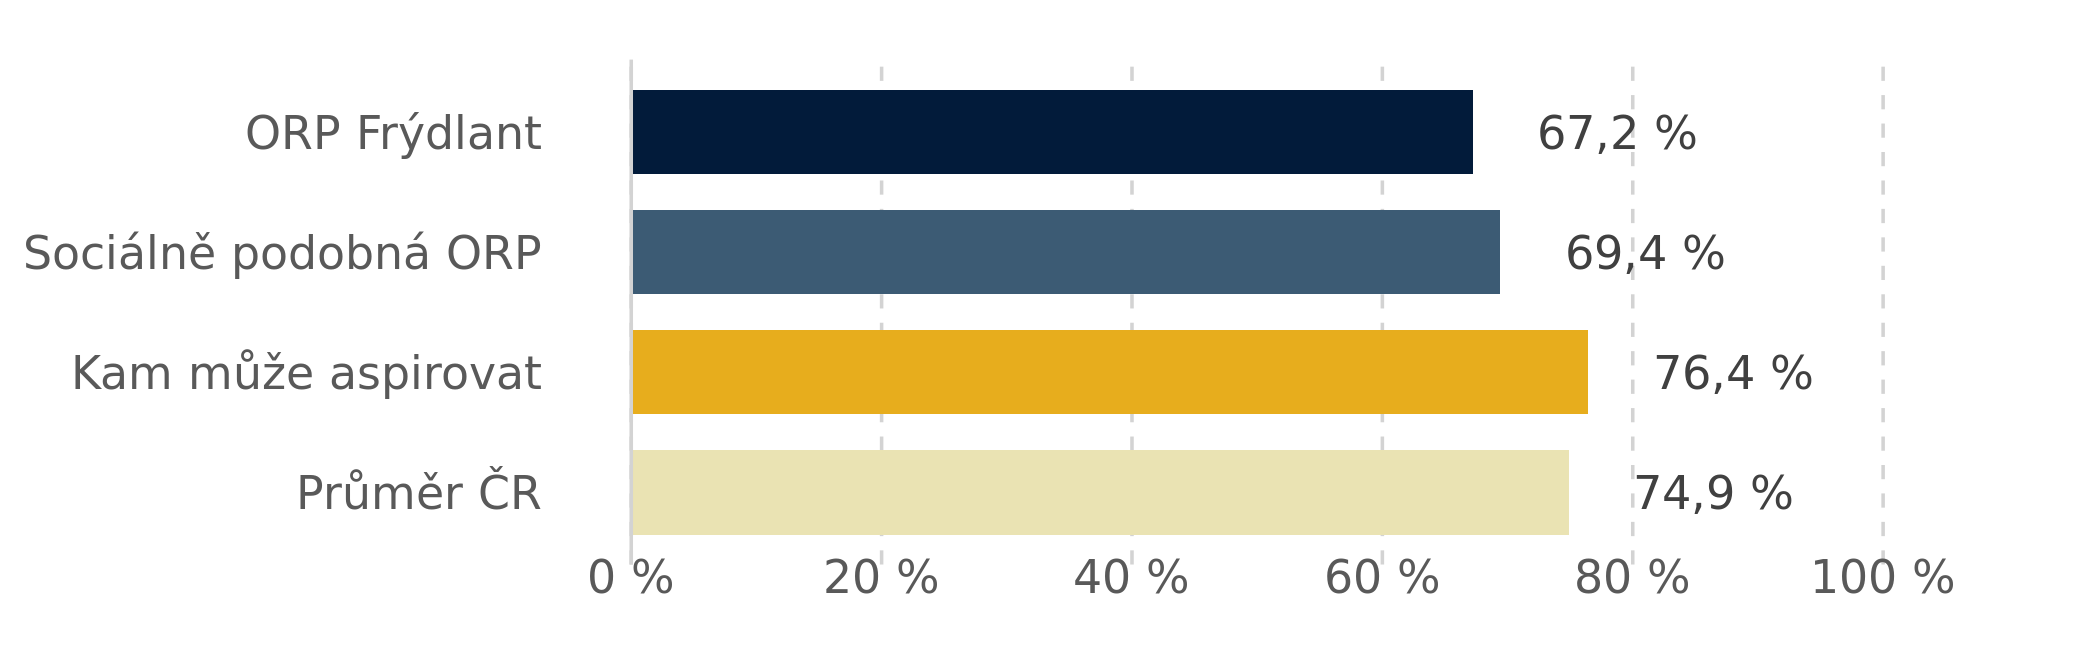 ORP Frýdlant 67,2 %
Sociálně podobná ORP 69,4 %
Kam může aspirovat 76,4 %
Průměr ČR 74,9 %
0 % 20 % 40 % 60 % 80 % 100 %